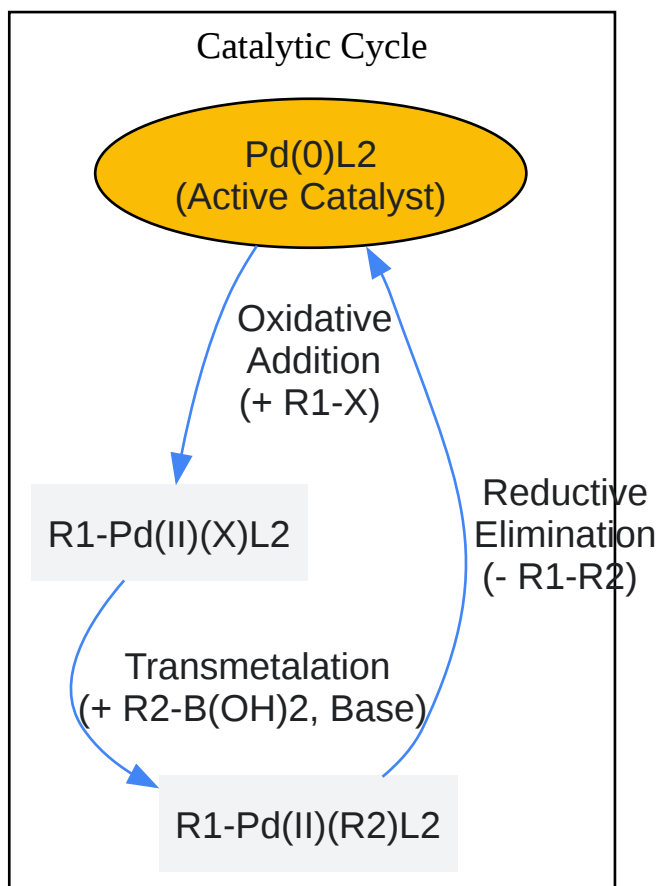 Catalytic Cycle
Pd(0)L2
(Active Catalyst)
Oxidative
Addition
(+ R1-X)
R1-Pd(II)(X)L2
Reductive
Elimination
(- R1-R2)
Transmetalation
(+ R2-B(OH)2, Base)
R1-Pd(II)(R2)L2